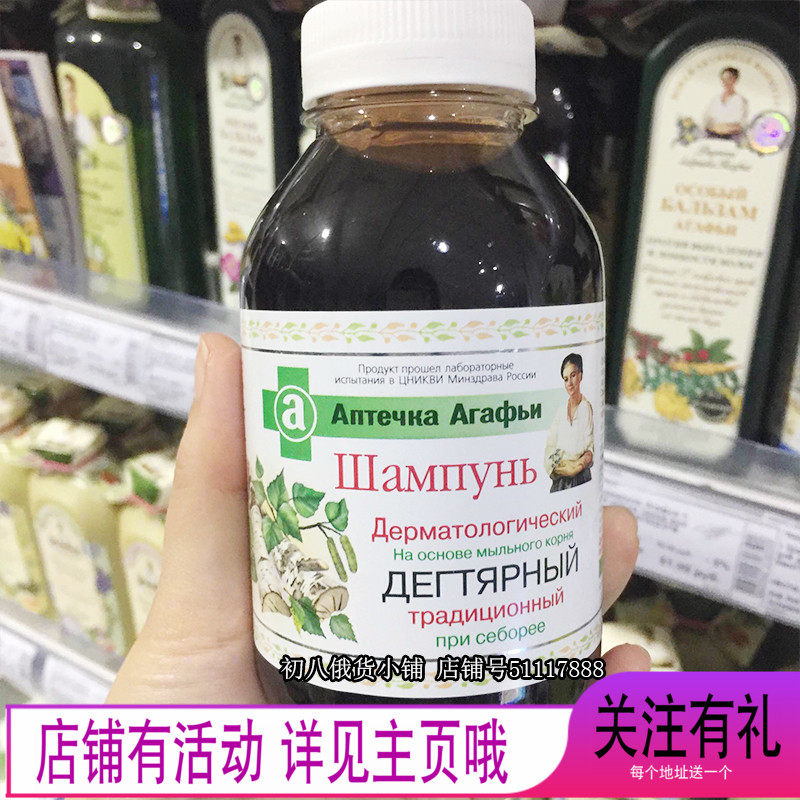 Продукт прошел лабораторные
испытания в ЦНИКВИ Минздрава России
а
Аптечка Агафьи
Шампунь
Дерматологический
На основе мыльного корня
ДЕГТЯРНЫЙ
традиционный
при себорее
ОСОБЫЙ
БАЛЬЗАМ
АГАФЬИ
初八俄货小铺 店铺号51117888
店铺有活动 详见主页哦
关注有礼
每个地址送一个